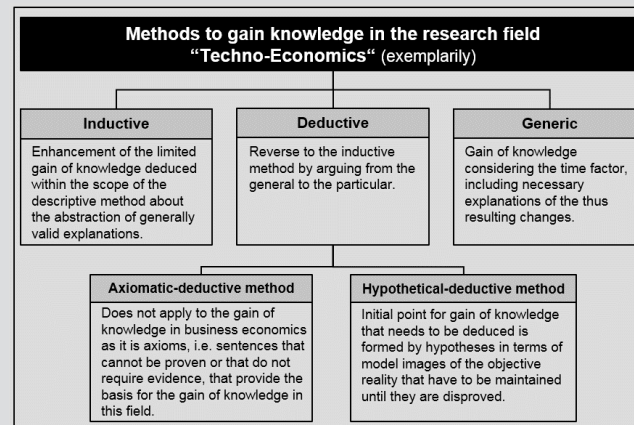 Methods to gain knowledge in the research field
“Techno-Economics“ (exemplarily)
Inductive
Enhancement of the limited
gain of knowledge deduced
within the scope of the
descriptive method about
the abstraction of generally
valid explanations.
Deductive
Reverse to the inductive
method by arguing from the
general to the particular.
Generic
Gain of knowledge
considering the time factor,
including necessary
explanations of the thus
resulting changes.
Axiomatic-deductive method
Does not apply to the gain of
knowledge in business economics
as it is axioms, i.e. sentences that
cannot be proven or that do not
require evidence, that provide the
basis for the gain of knowledge in
this field.
Hypothetical-deductive method
Initial point for gain of knowledge
that needs to be deduced is
formed by hypotheses in terms of
model images of the objective
reality that have to be maintained
until they are disproved.